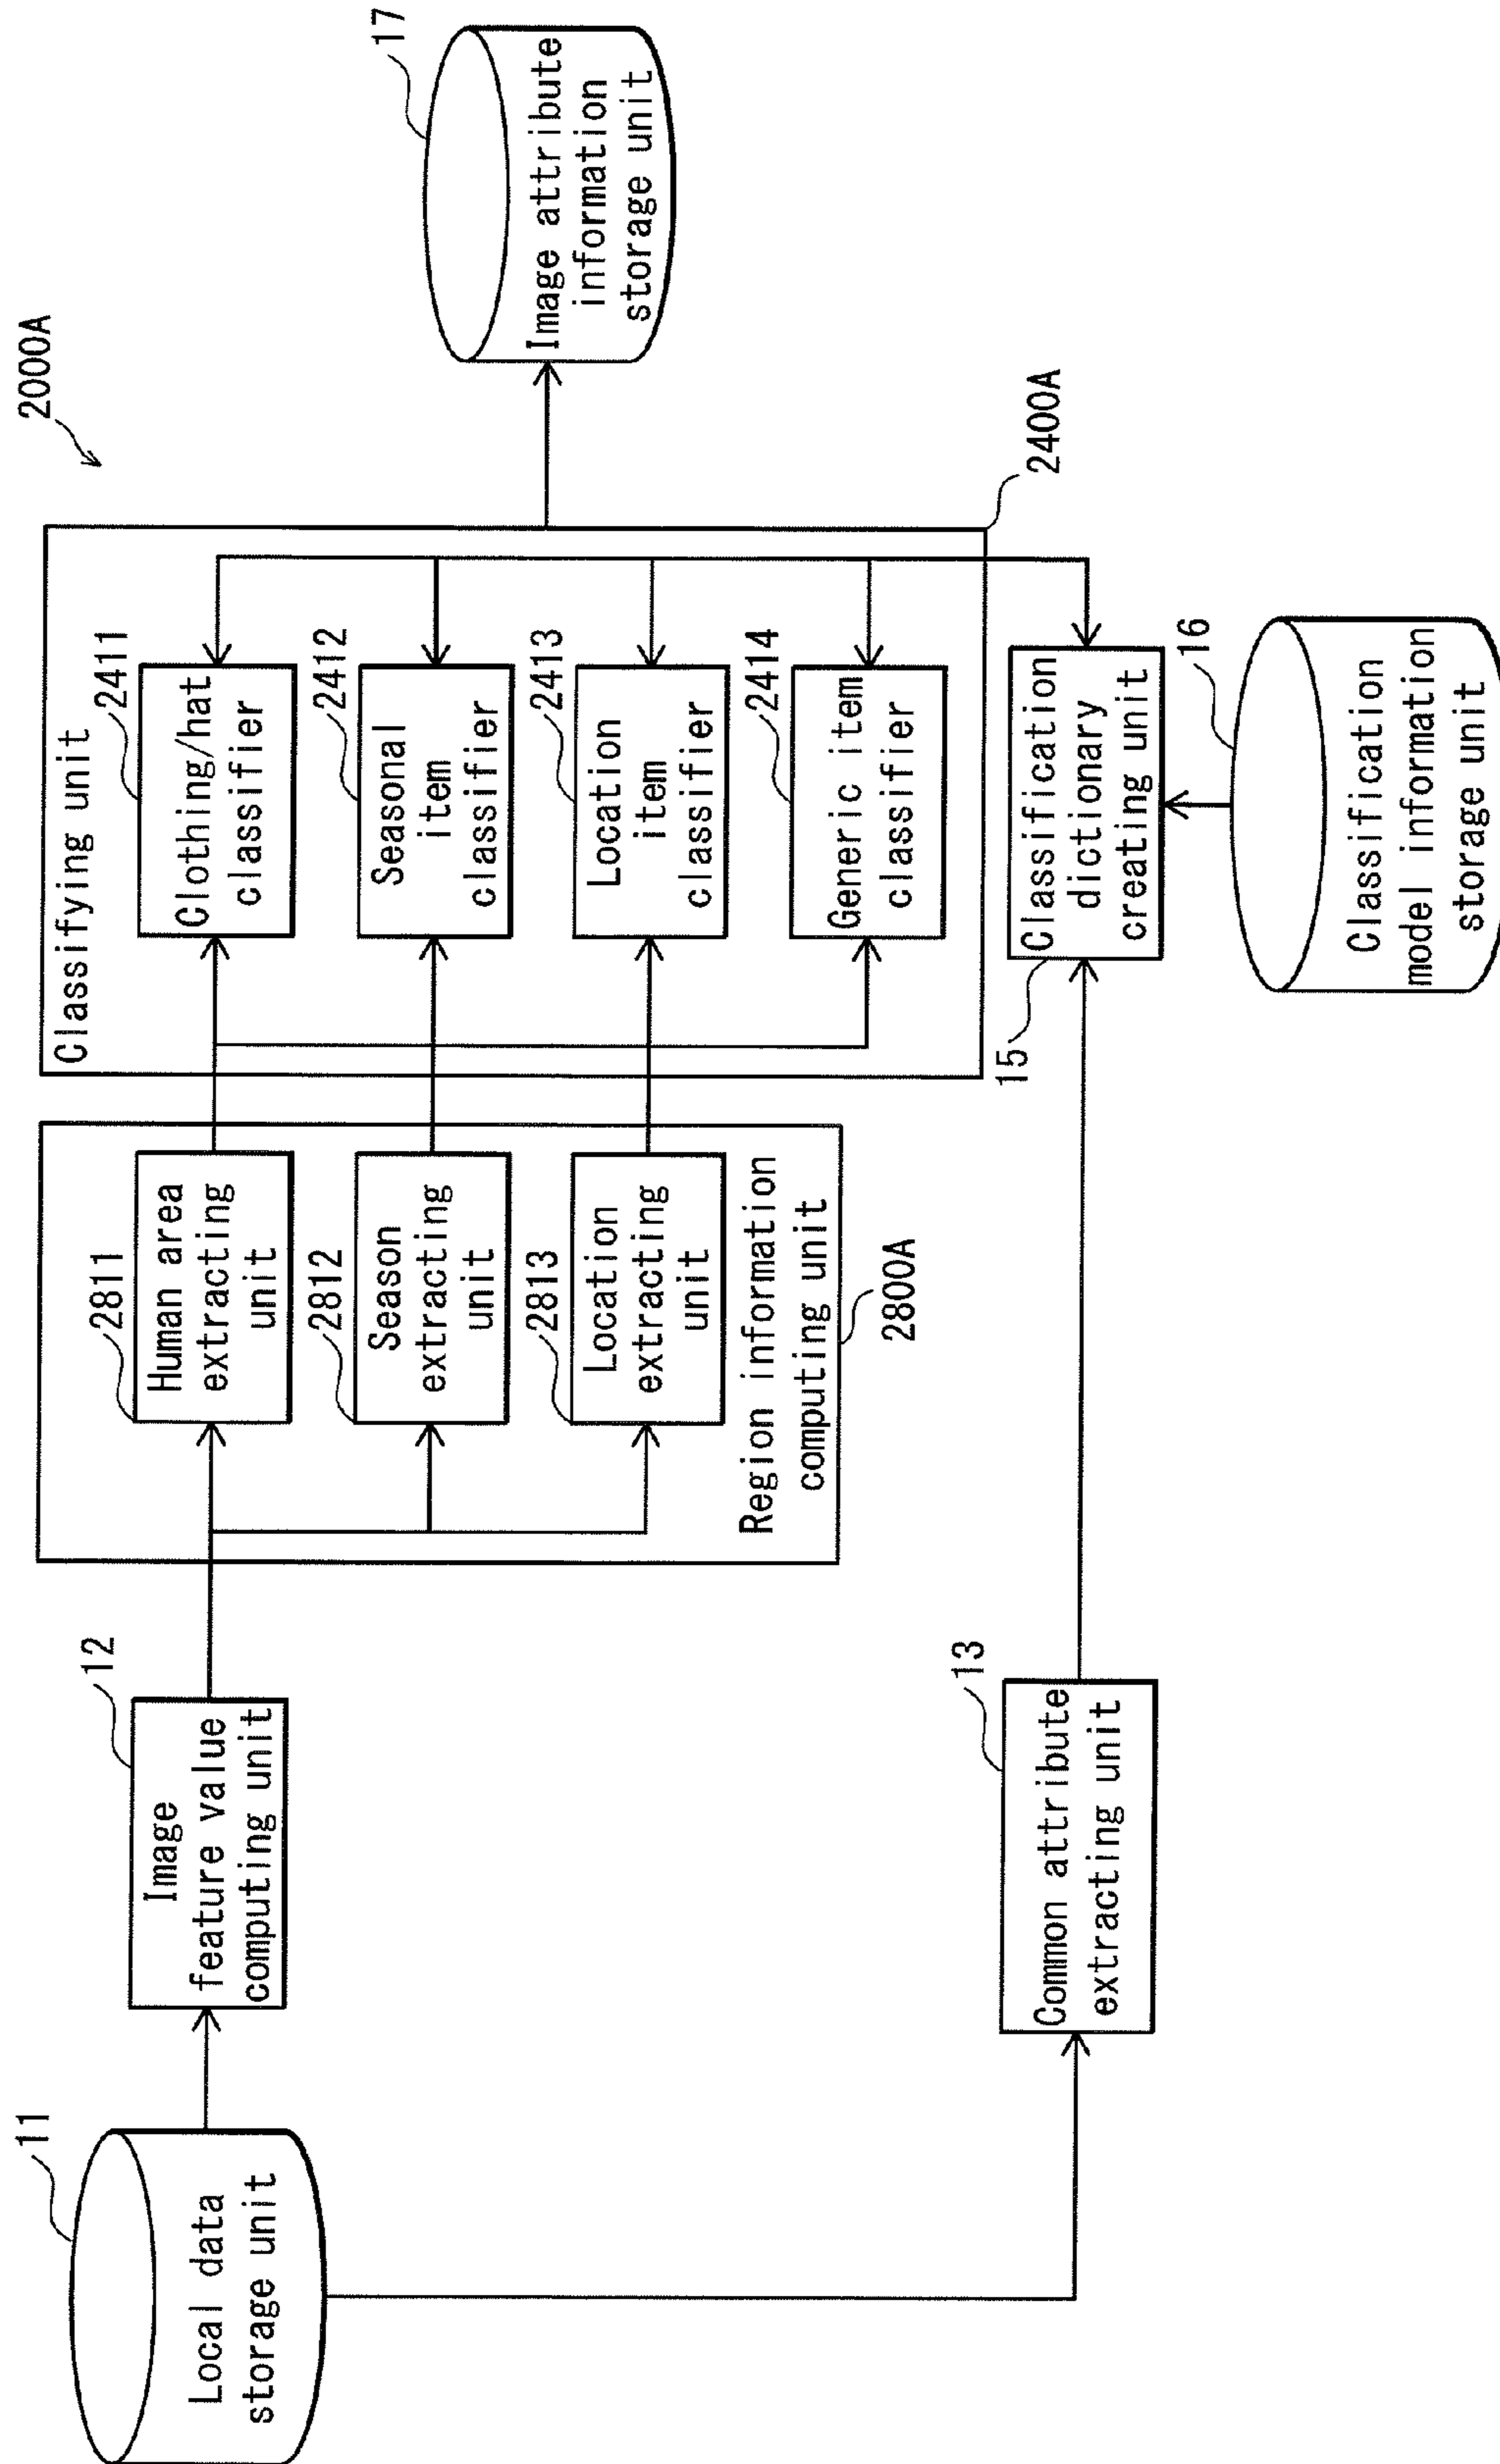 2000A
11
Local data
storage unit
12
Image
feature value
computing unit
2811
Human area
extracting
unit
2812
Season
extracting
unit
2813
Location
extracting
unit
Region information
computing unit
2800A
Classifying unit
2411
Clothing/hat
classifier
2412
Seasonal
item
classifier
2413
Location
item
classifier
2414
Generic item
classifier
2400A
17
Image attribute
information
storage unit
13
Common attribute
extracting unit
15
Classification
dictionary
creating unit
16
Classification
model information
storage unit